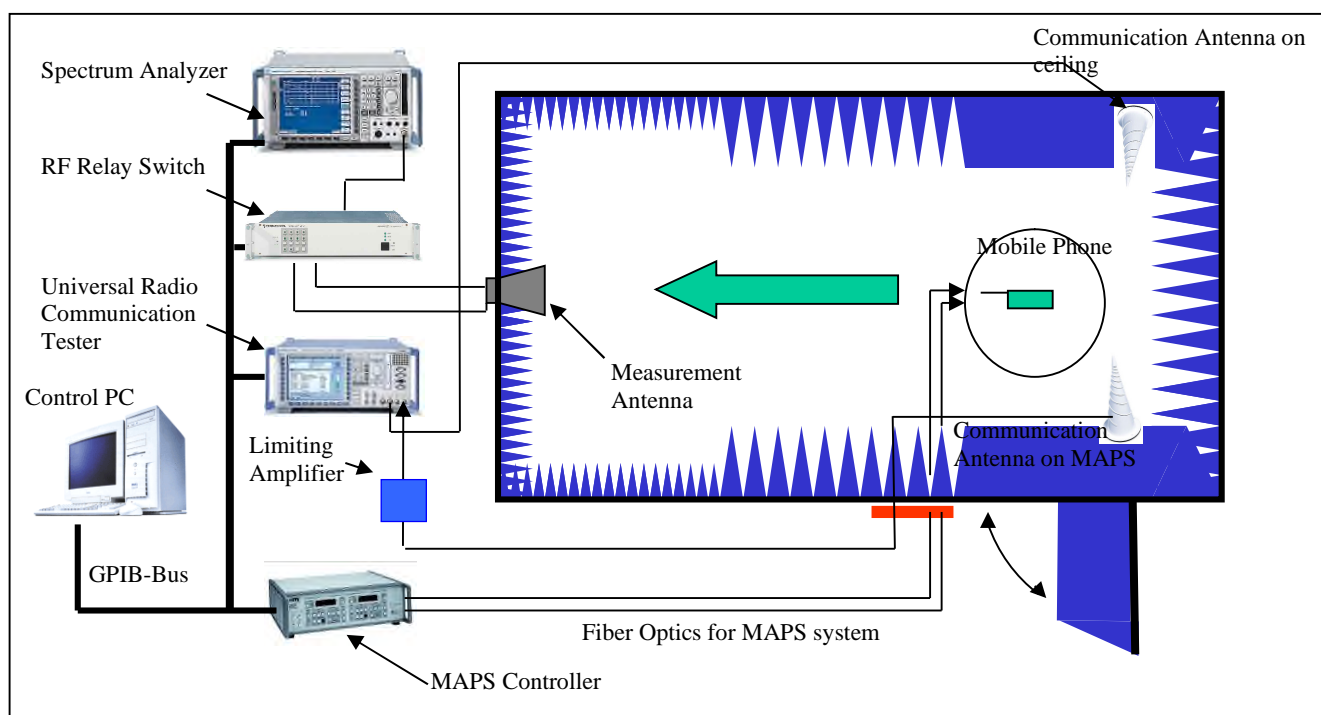 Communication Antenna on
ceiling
Spectrum Analyzer
RF Relay Switch
Mobile Phone
Universal Radio
Communication
Tester
Measurement
Antenna
Control PC
Limiting
Amplifier
Communication
Antenna on MAPS
GPIB-Bus
Fiber Optics for MAPS system
MAPS Controller